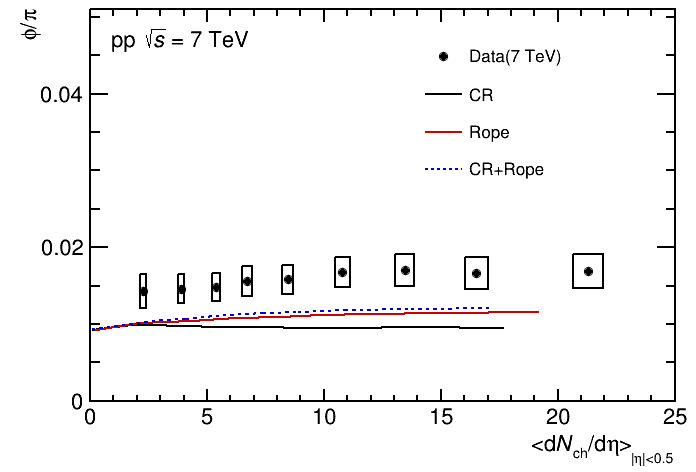 ϕ/π
pp √s = 7 TeV
Data(7 TeV)
CR
Rope
CR+Rope
0.04
0.02
0
0 5 10 15 20 25
<dN_ch/dη>_|η|<0.5